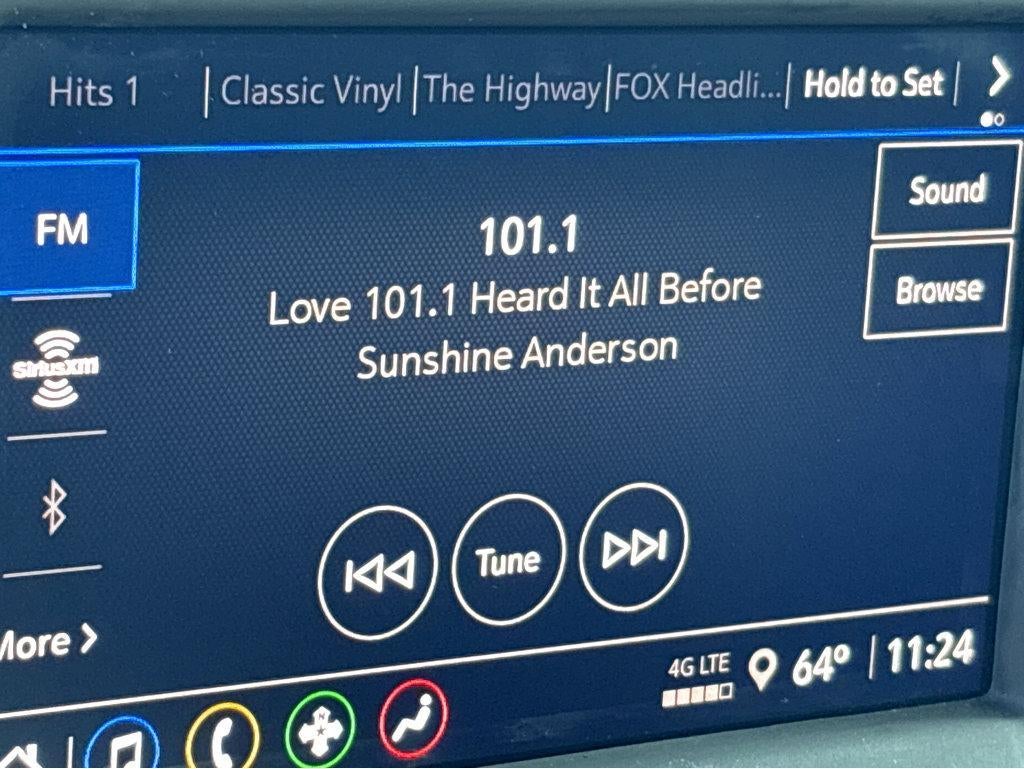 Hits 1 | Classic Vinyl | The Highway | FOX Headli... | Hold to Set |
Sound
FM
101.1
Love 101.1 Heard It All Before
Browse
Sunshine Anderson
SiriusXM
Tune
More
4G LTE 64° | 11:24
N